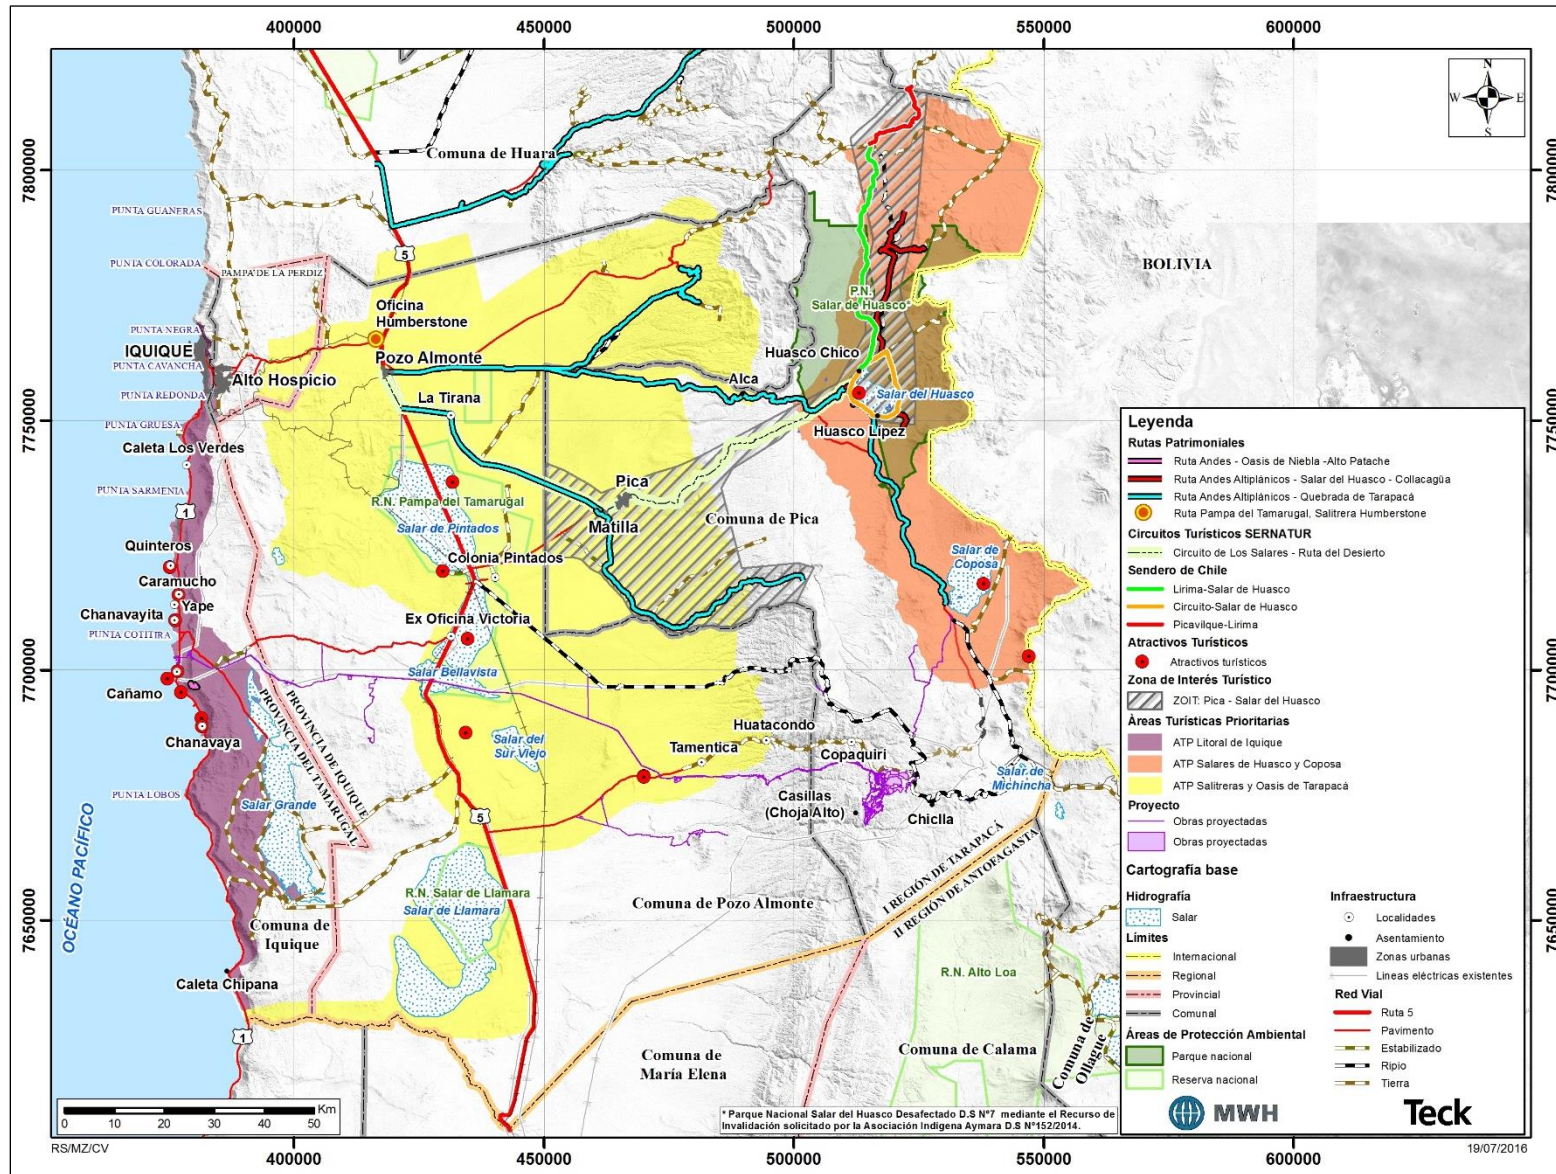 400000
450000
500000
550000
600000
7800000
7750000
7700000
7650000
7800000
7750000
7700000
7650000
N
W
E
S
Comuna de Huara
PUNTA GUANERAS
PUNTA COLORADA
PAMPA DE LA PERDIZ
5
BOLIVIA
P.N.
Salar de Huasco*
Oficina
Humberstone
PUNTA NEGRA
IQUIQUE
PUNTA CAVANCHA
Pozo Almonte
Huasco Chico
Alto Hospicio
Alca
PUNTA REDONDA
La Tirana
Salar del Huasco
PUNTA GRUESA
Huasco Lipez
Caleta Los Verdes
Pica
R.N. Pampa del Tamarugal
PUNTA SARMENIA
1
Matilla
Comuna de Pica
Salar de Pintados
Quinteros
Colonia Pintados
Salar de
Coposa
Caramucho
Yape
Chanavayita
Ex Oficina Victoria
PUNTA COTITIRA
Salar Bellavista
Cañamo
PROVINCIA DE IQUIQUE
PROVINCIA DEL TAMARUGAL
Chanavaya
Huatacondo
Salar del
Sur Viejo
Tamentica
Copaquiri
Salar de
Michincha
PUNTA LOBOS
Salar Grande
Casillas
(Choja Alto)
Chiclla
5
OCÉANO PACÍFICO
I REGIÓN DE TARAPACÁ
II REGIÓN DE ANTOFAGASTA
R.N. Salar de Llamara
Salar de Llamara
Comuna de Pozo Almonte
Comuna de
Iquique
R.N. Alto Loa
Caleta Chipana
1
Comuna de
María Elena
Comuna de Calama
Comuna de
Ollague
Leyenda
Rutas Patrimoniales
Ruta Andes - Oasis de Niebla -Alto Patache
Ruta Andes Altiplánicos - Salar del Huasco - Collacagüa
Ruta Andes Altiplánicos - Quebrada de Tarapacá
Ruta Pampa del Tamarugal, Salitrera Humberstone
Circuitos Turísticos SERNATUR
Circuito de Los Salares - Ruta del Desierto
Sendero de Chile
Lirima-Salar de Huasco
Circuito-Salar de Huasco
Picavilque-Lirima
Atractivos Turísticos
Atractivos turísticos
Zona de Interés Turístico
ZOIT: Pica - Salar del Huasco
Àreas Turísticas Prioritarias
ATP Litoral de Iquique
ATP Salares de Huasco y Coposa
ATP Salitreras y Oasis de Tarapacá
Proyecto
Obras proyectadas
Obras proyectadas
Cartografía base
Hidrografía
Salar
Límites
Internacional
Regional
Provincial
Comunal
Áreas de Protección Ambiental
Parque nacional
Reserva nacional
Infraestructura
Localidades
Asentamiento
Zonas urbanas
Lineas eléctricas existentes
Red Vial
Ruta 5
Pavimento
Estabilizado
Ripio
Tierra
MWH
Teck
* Parque Nacional Salar del Huasco Desafectado D.S Nº7 mediante el Recurso de
Invalidación solicitado por la Asociación Indígena Aymara D.S Nº152/2014.
0 10 20 30 40 50 Km
RS/MZ/CV
400000
450000
500000
550000
600000
19/07/2016